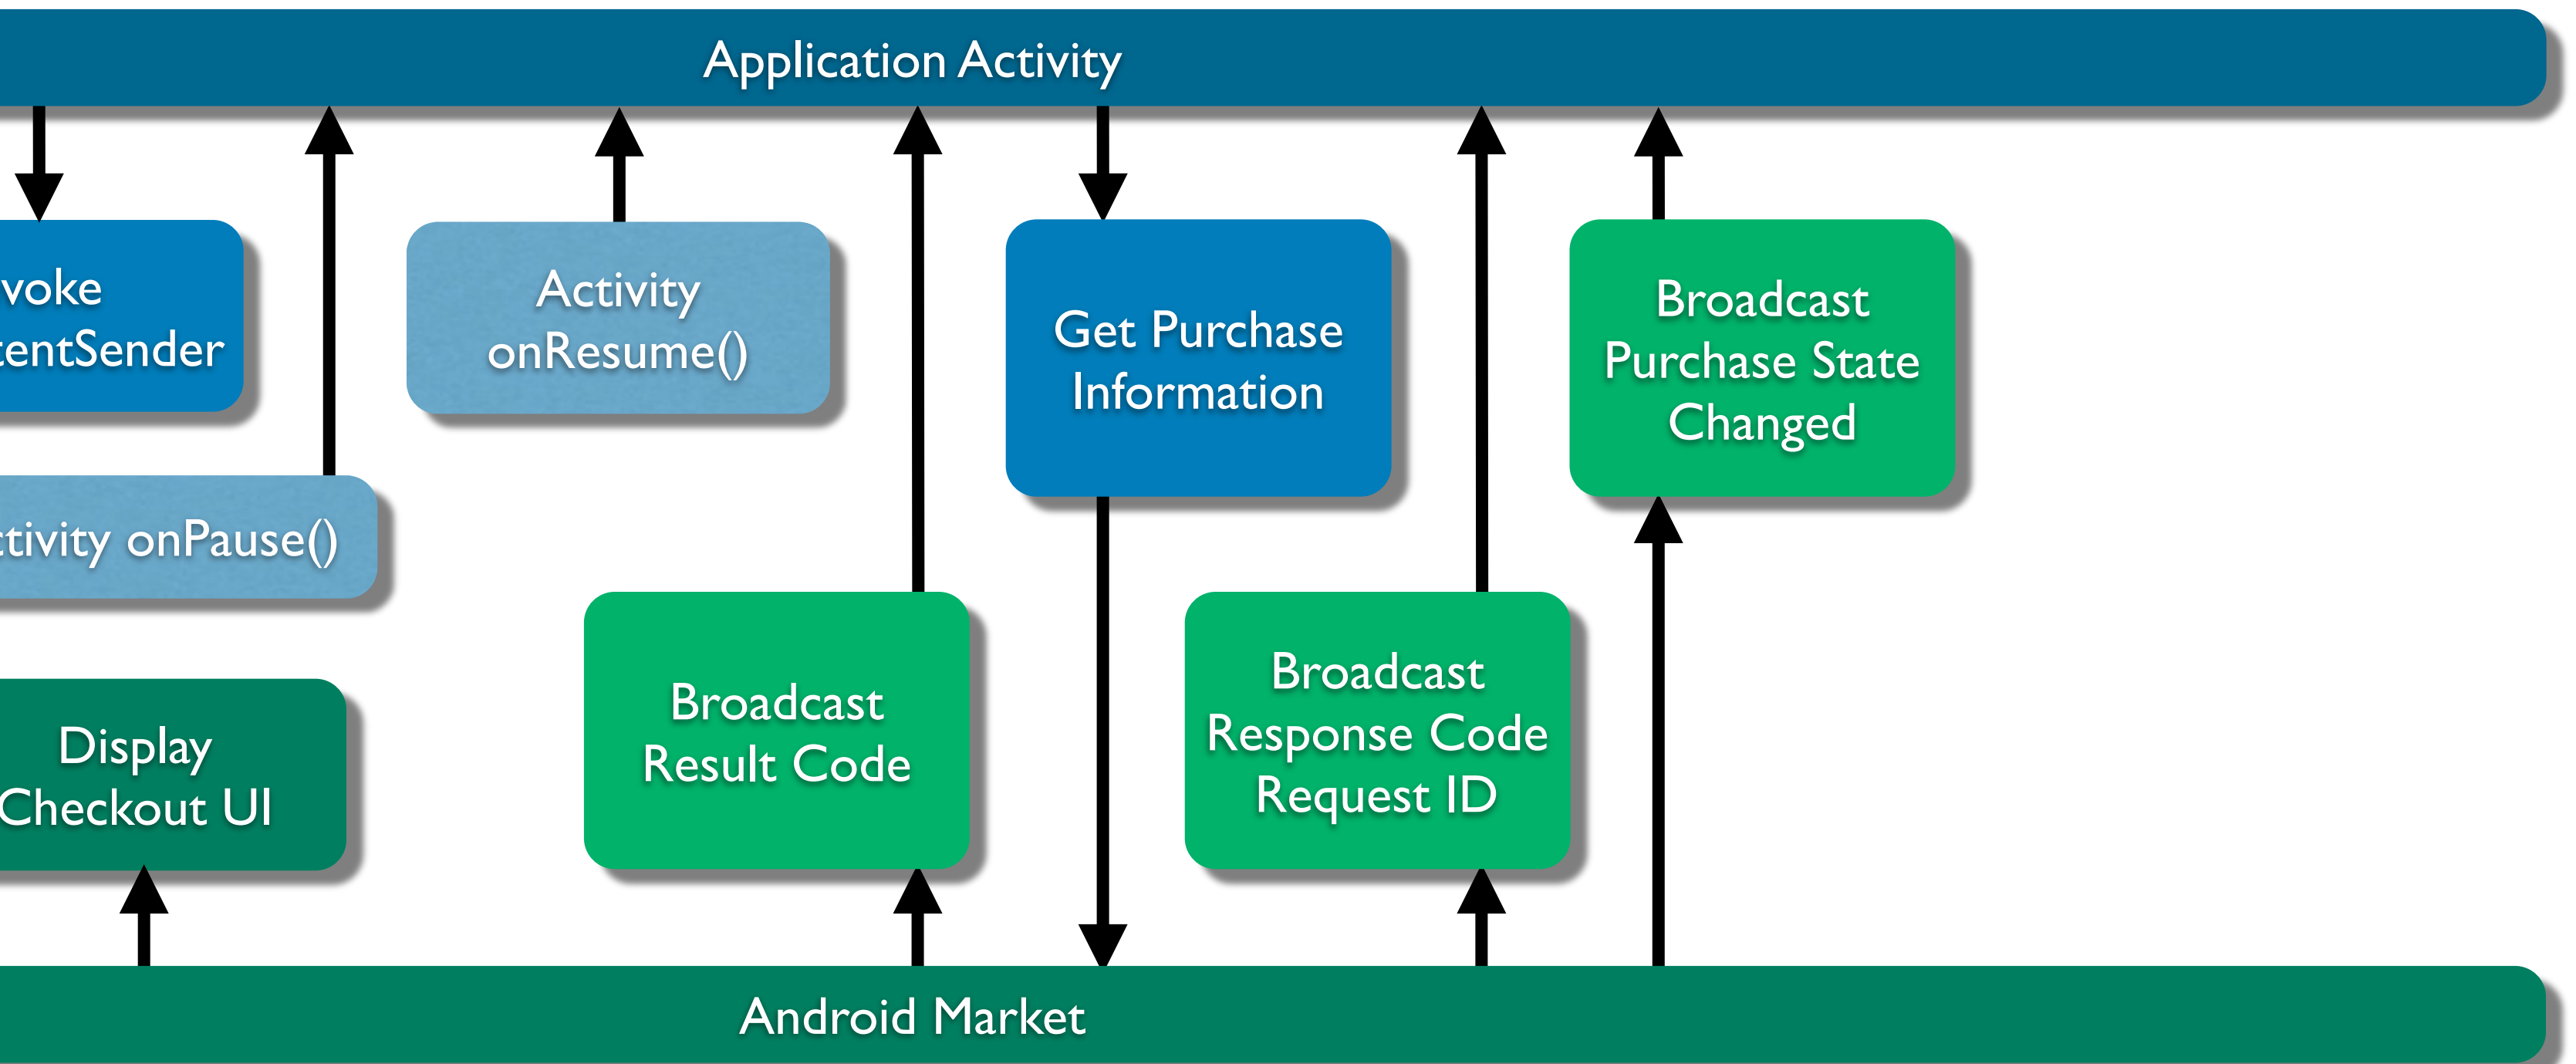 Application Activity
voke
tentSender
Activity
onResume()
Get Purchase
Information
Broadcast
Purchase State
Changed
ctivity onPause()
Display
Checkout UI
Broadcast
Result Code
Broadcast
Response Code
Request ID
Android Market